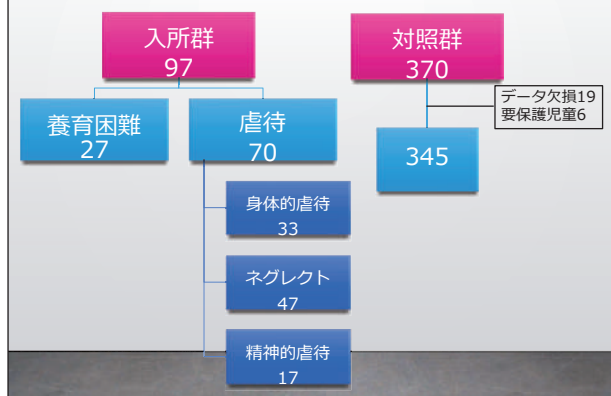 入所群
97
対照群
370
データ欠損19
要保護児童6
養育困難
27
虐待
70
345
身体的虐待
33
ネグレクト
47
精神的虐待
17